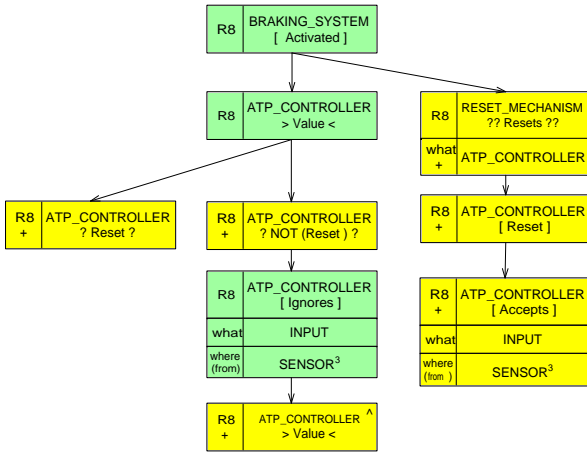 R8 BRAKING_SYSTEM
[ Activated ]
R8 ATP_CONTROLLER
> Value <
R8 RESET_MECHANISM
?? Resets ??
what + ATP_CONTROLLER
R8 + ATP_CONTROLLER
? Reset ?
R8 + ATP_CONTROLLER
? NOT (Reset ) ?
R8 + ATP_CONTROLLER
[ Reset ]
R8 ATP_CONTROLLER
[ Ignores ]
what INPUT
where (from) SENSOR³
R8 + ATP_CONTROLLER
[ Accepts ]
what INPUT
where (from ) SENSOR³
R8 + ATP_CONTROLLER ^
> Value <